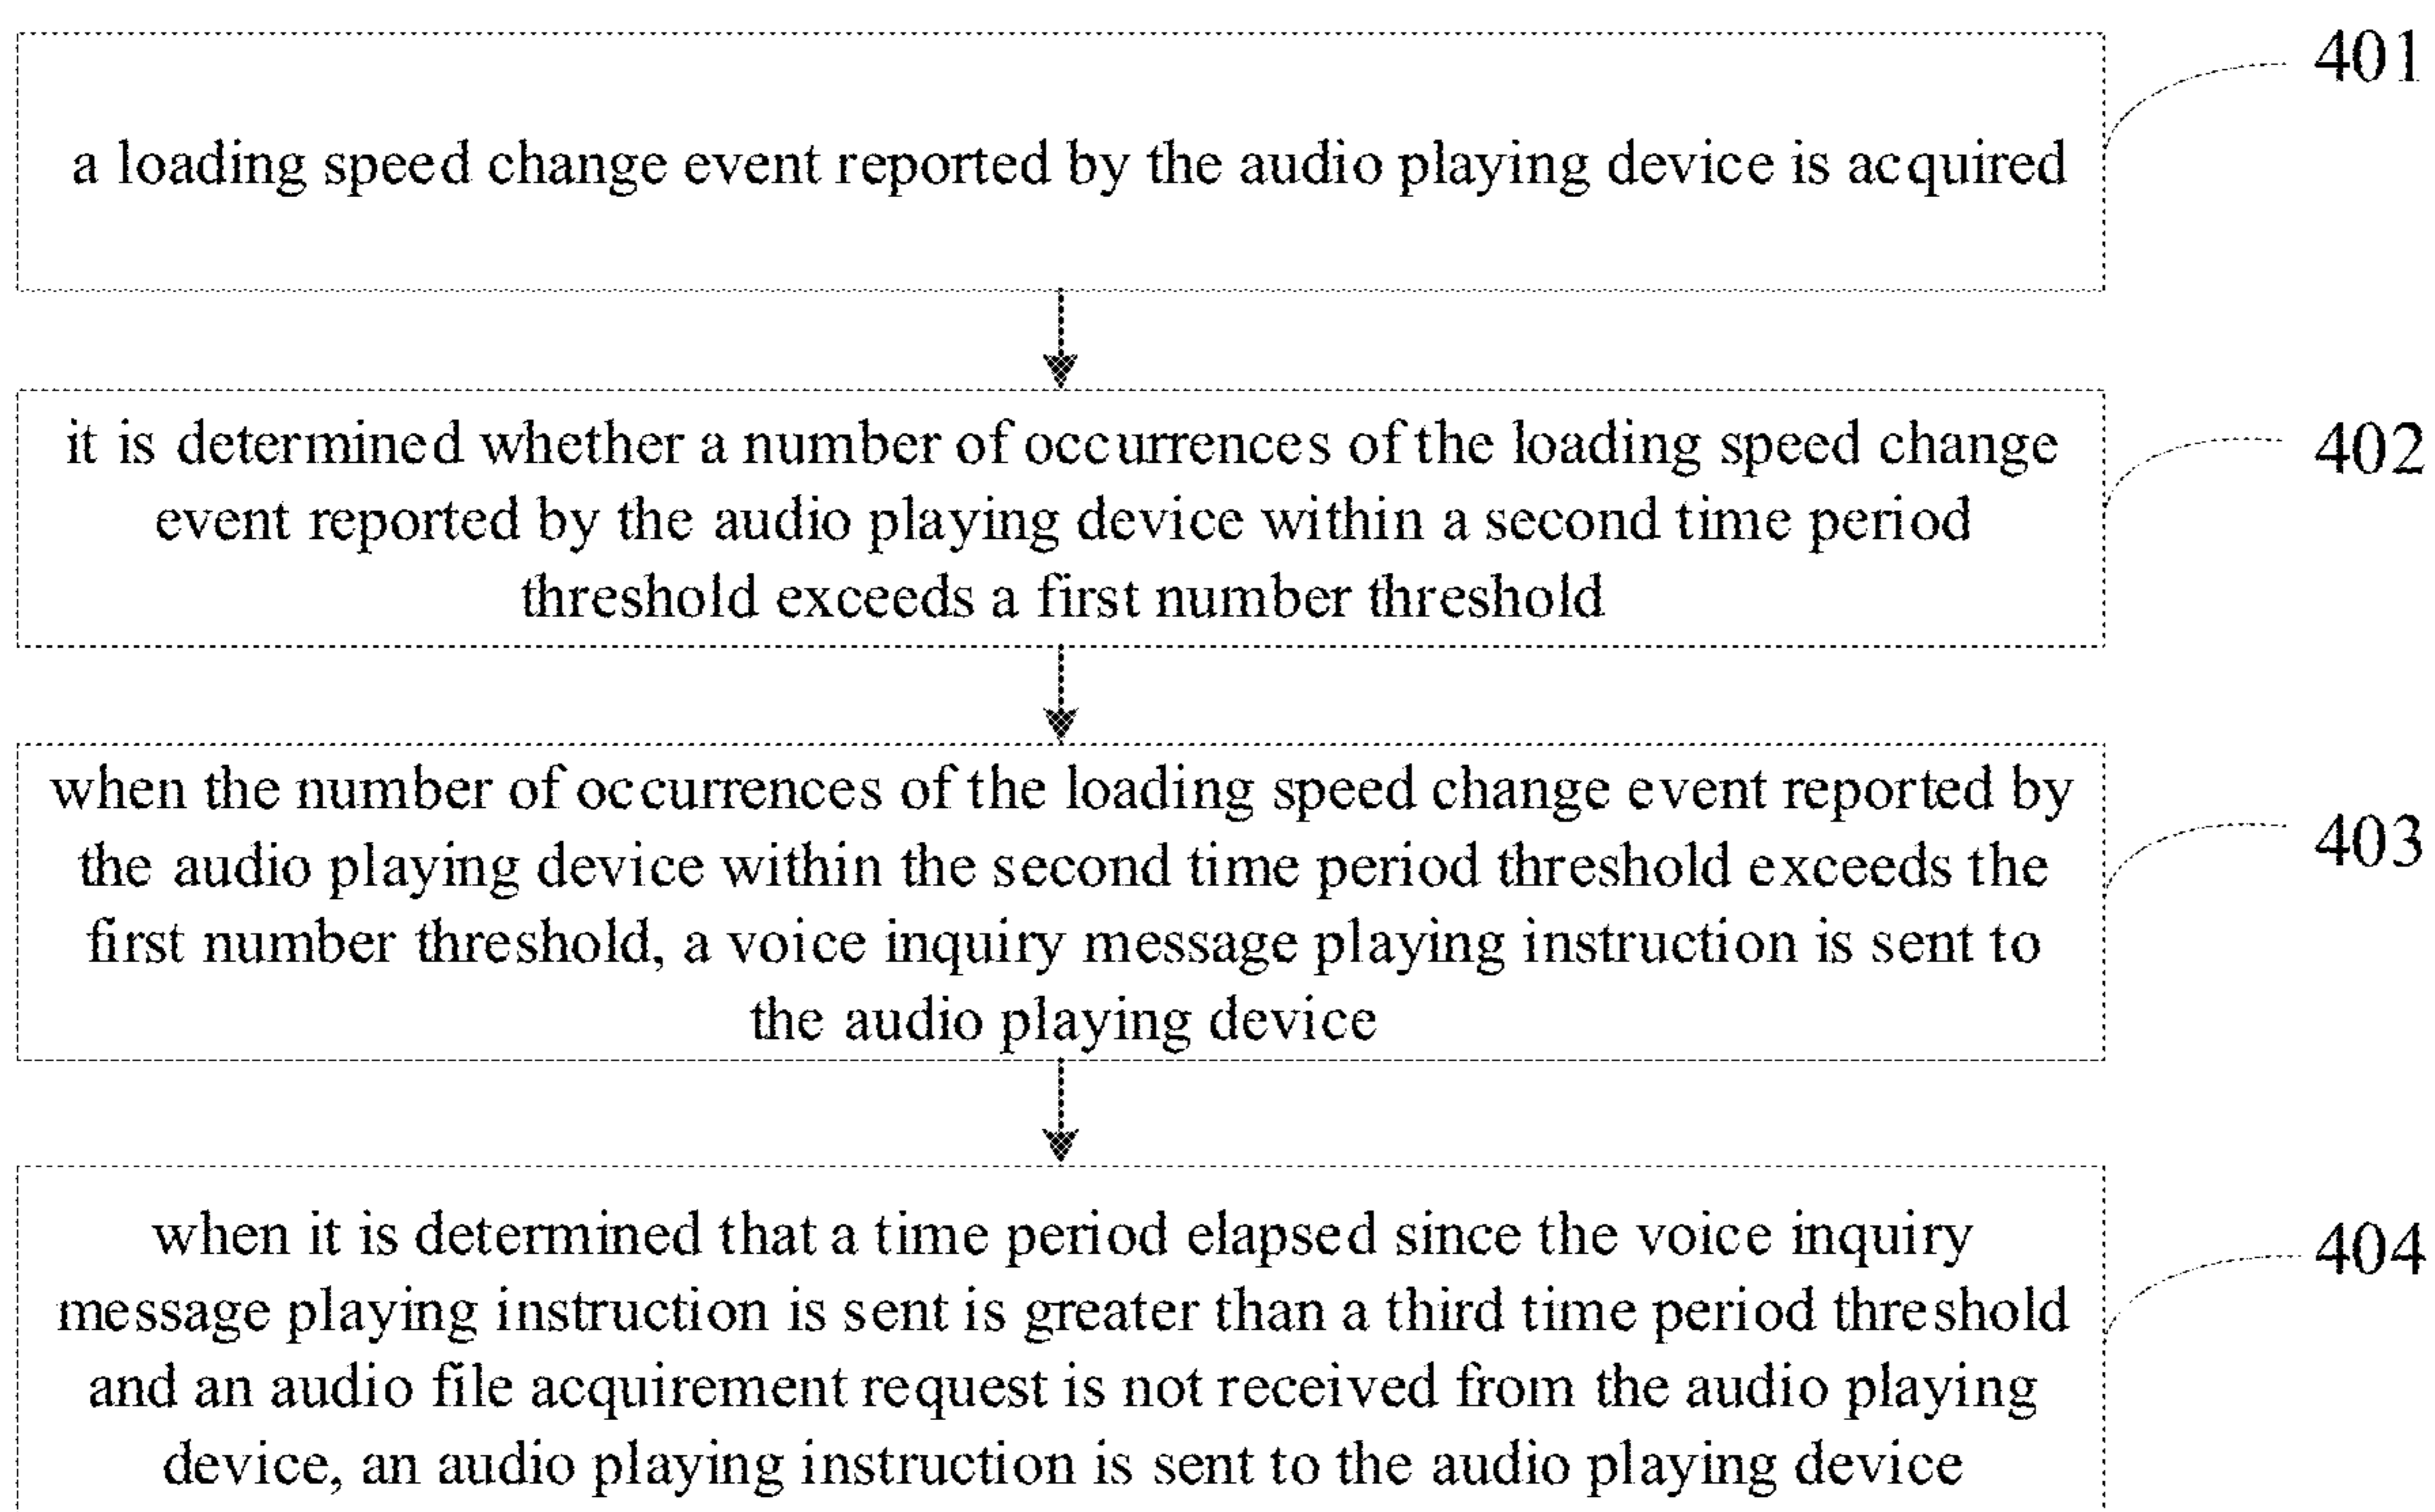 401
a loading speed change event reported by the audio playing device is acquired
402
it is determined whether a number of occurrences of the loading speed change
event reported by the audio playing device within a second time period
threshold exceeds a first number threshold
403
when the number of occurrences of the loading speed change event reported by
the audio playing device within the second time period threshold exceeds the
first number threshold, a voice inquiry message playing instruction is sent to
the audio playing device
404
when it is determined that a time period elapsed since the voice inquiry
message playing instruction is sent is greater than a third time period threshold
and an audio file acquirement request is not received from the audio playing
device, an audio playing instruction is sent to the audio playing device